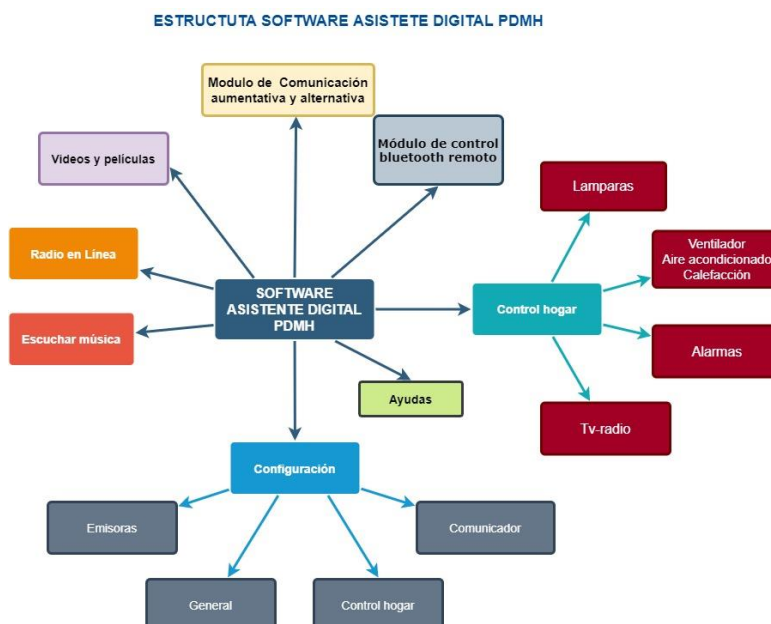 ESTRUCTUTA SOFTWARE ASISTETE DIGITAL PDMH
Modulo de Comunicación
aumentativa y alternativa
Módulo de control
bluetooth remoto
Videos y películas
Lamparas
Radio en Línea
Ventilador
Aire acondicionado
Calefacción
SOFTWARE
ASISTENTE DIGITAL
PDMH
Control hogar
Escuchar música
Alarmas
Ayudas
Tv-radio
Configuración
Emisoras
Comunicador
General
Control hogar